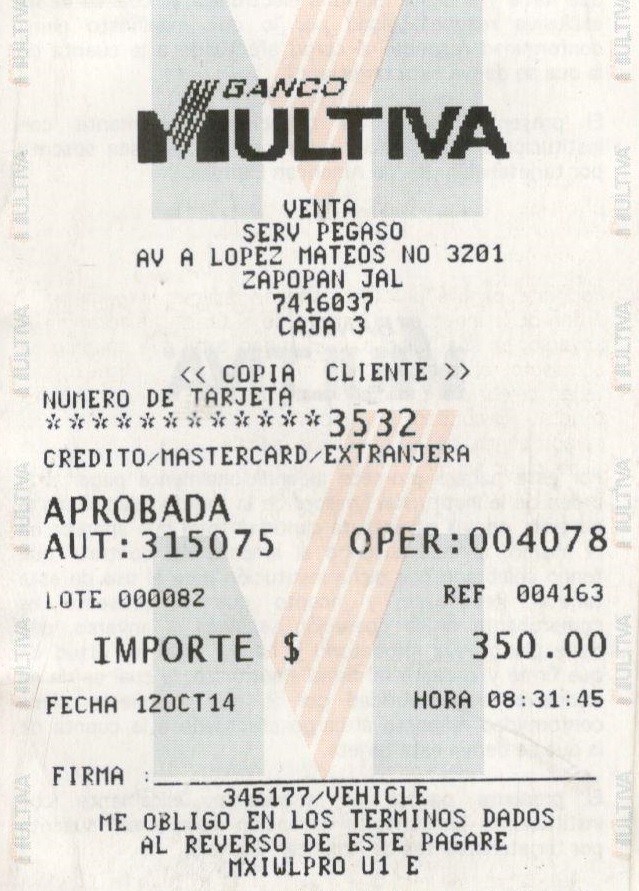 BANCO
MULTIVA
VENTA
SERV PEGASO
AV A LOPEZ MATEOS NO 3201
ZAPOPAN JAL
7416037
CAJA 3
<< COPIA CLIENTE >>
NUMERO DE TARJETA
************3532
CREDITO/MASTERCARD/EXTRANJERA
APROBADA
AUT:315075 OPER:004078
LOTE 000082 REF 004163
IMPORTE $ 350.00
FECHA 12OCT14 HORA 08:31:45
FIRMA :
345177/VEHICLE
ME OBLIGO EN LOS TERMINOS DADOS
AL REVERSO DE ESTE PAGARE
MXIWLPRO U1 E